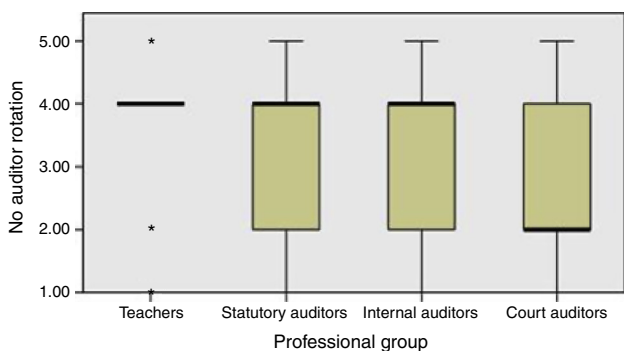 No auditor rotation
5.00
4.00
3.00
2.00
1.00
Teachers Statutory auditors Internal auditors Court auditors
Professional group